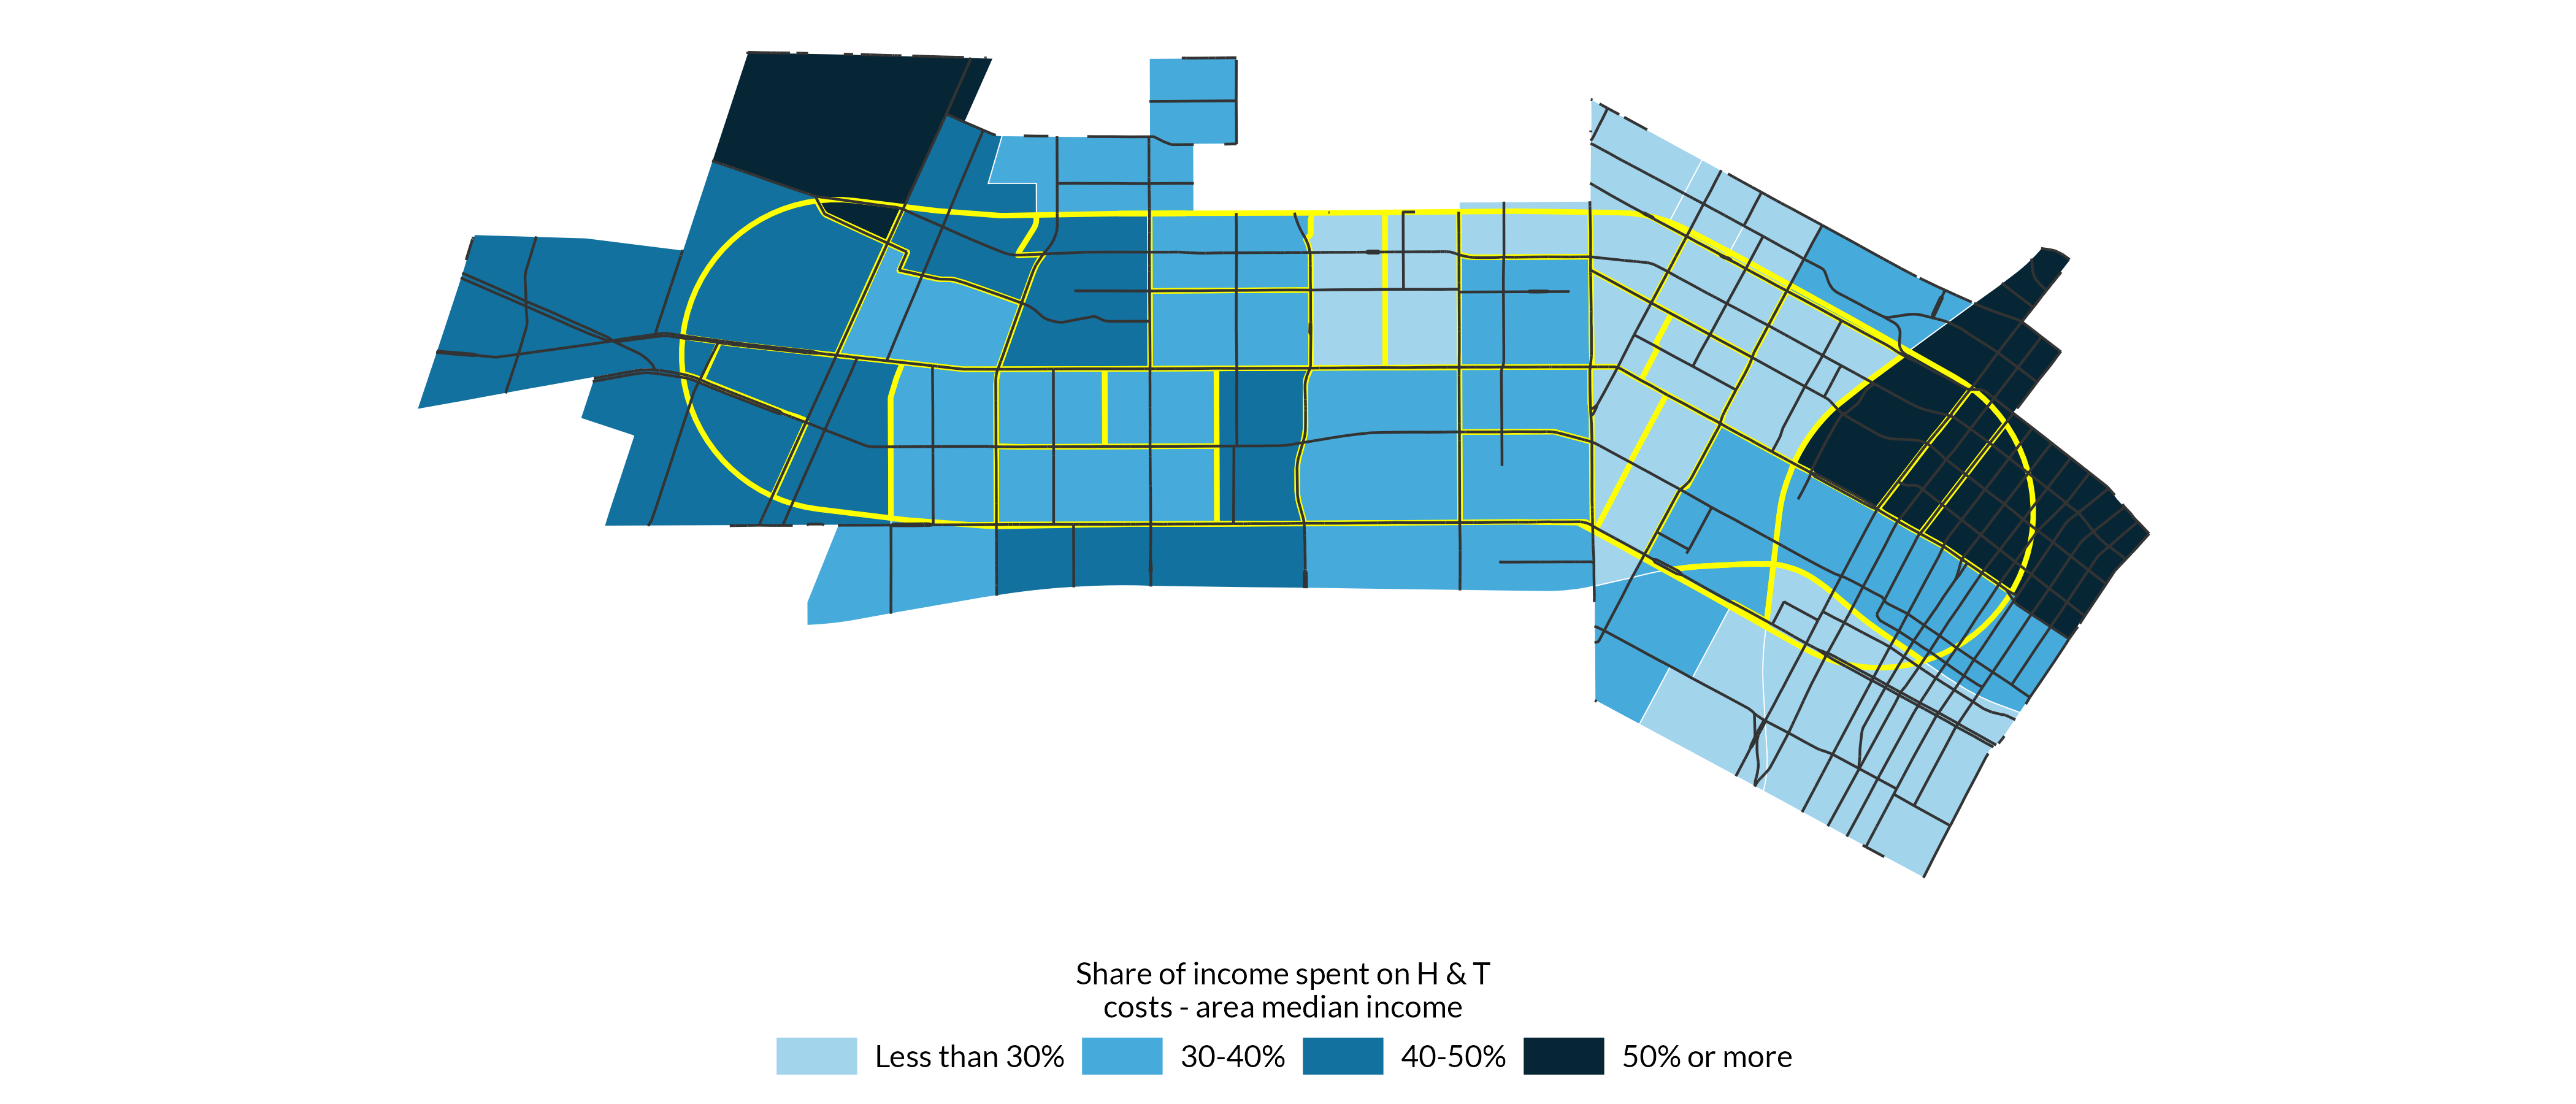 Share of income spent on H & T
costs - area median income
Less than 30% 30-40% 40-50% 50% or more